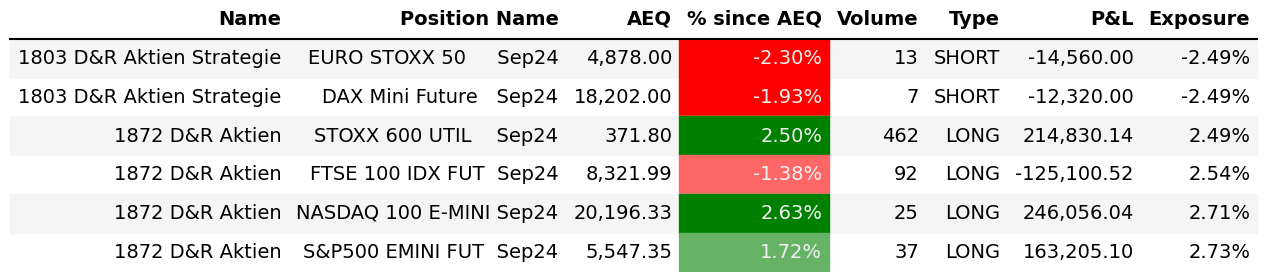 Name Position Name AEQ % since AEQ Volume Type P&L Exposure
1803 D&R Aktien Strategie EURO STOXX 50 Sep24 4,878.00 -2.30% 13 SHORT -14,560.00 -2.49%
1803 D&R Aktien Strategie DAX Mini Future Sep24 18,202.00 -1.93% 7 SHORT -12,320.00 -2.49%
1872 D&R Aktien STOXX 600 UTIL Sep24 371.80 2.50% 462 LONG 214,830.14 2.49%
1872 D&R Aktien FTSE 100 IDX FUT Sep24 8,321.99 -1.38% 92 LONG -125,100.52 2.54%
1872 D&R Aktien NASDAQ 100 E-MINI Sep24 20,196.33 2.63% 25 LONG 246,056.04 2.71%
1872 D&R Aktien S&P500 EMINI FUT Sep24 5,547.35 1.72% 37 LONG 163,205.10 2.73%